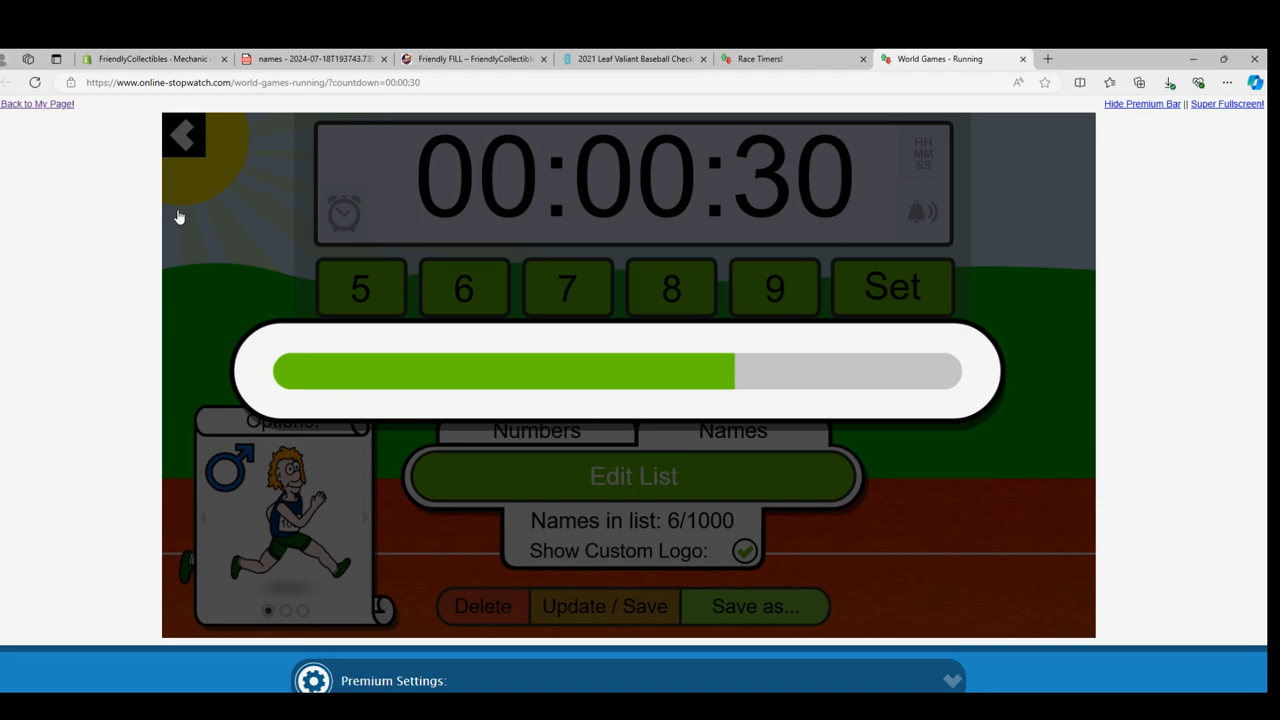 FriendlyCollectibles · Mechanic
names - 2024-07-18T193743.730
Friendly FILL – FriendlyCollectible
2021 Leaf Valiant Baseball Check
Race Timers!
World Games - Running
https://www.online-stopwatch.com/world-games-running/?countdown=00:00:30
Back to My Page!
Hide Premium Bar || Super Fullscreen!
00:00:30
HH
MM
SS
5 6 7 8 9 Set
Options:
Numbers Names
Edit List
Names in list: 6/1000
Show Custom Logo:
Delete Update / Save Save as...
Premium Settings: